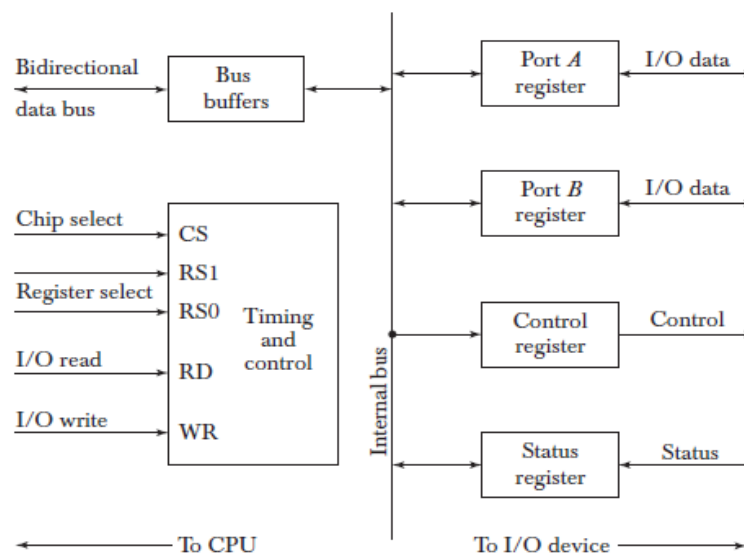 Bidirectional
data bus
Bus
buffers
Port A
register
I/O data
Port B
register
I/O data
Chip select
CS
RS1
Register select
RS0
Timing
and
control
I/O read
RD
I/O write
WR
Internal bus
Control
register
Control
Status
register
Status
To CPU
To I/O device